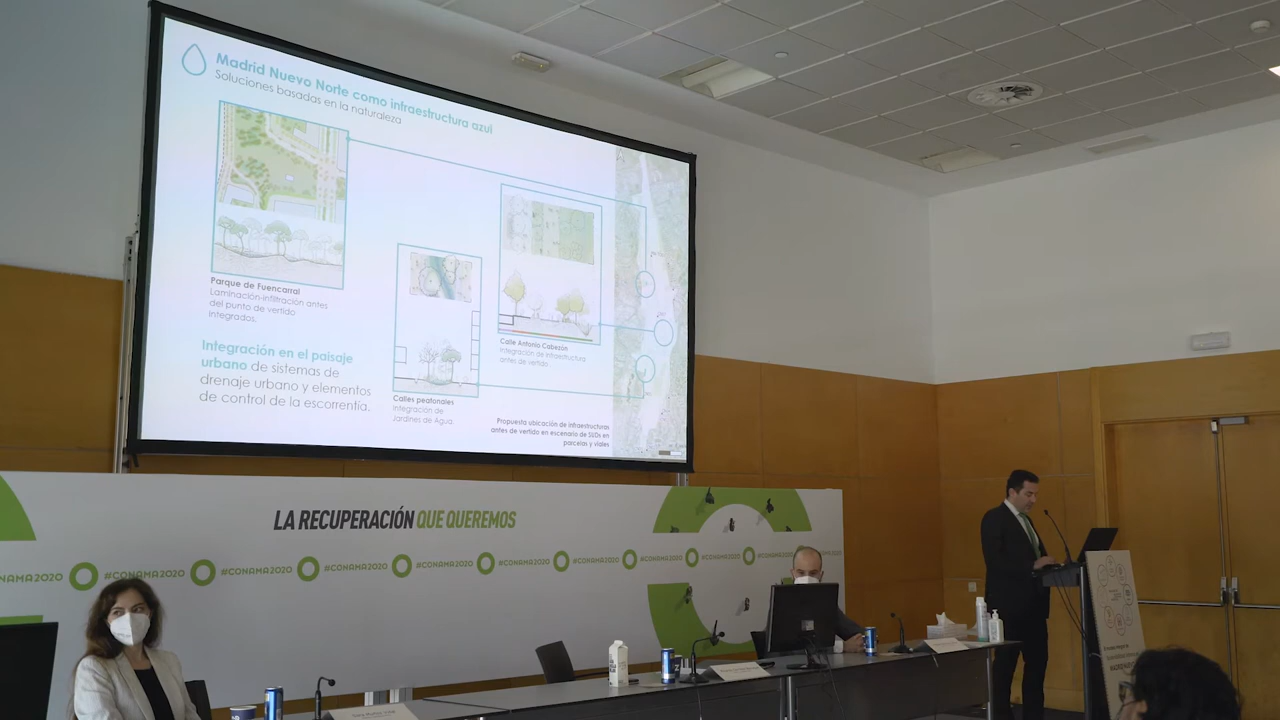 Madrid Nuevo Norte como infraestructura azul
Soluciones basadas en la naturaleza
Parque de Fuencarral
Laminación-infiltración antes
del punto de vertido
integrados.
Integración en el paisaje
urbano de sistemas de
drenaje urbano y elementos
de control de la escorrentía.
Calles peatonales
Integración de
Jardines de Agua.
Calle Antonio Cabezón
Integración de infraestructura
antes de vertido.
Propuesta ubicación de infraestructuras
antes de vertido en escenario de SUDs en
parcelas y viales
LA RECUPERACIÓN QUE QUEREMOS
NAMA2020 #CONAMA2020 #CONAMA2020 #CONAMA2020 #CONAMA2020 #CONAMA2020 #CONAMA2020 #CONAMA2020 #CONAMA2020